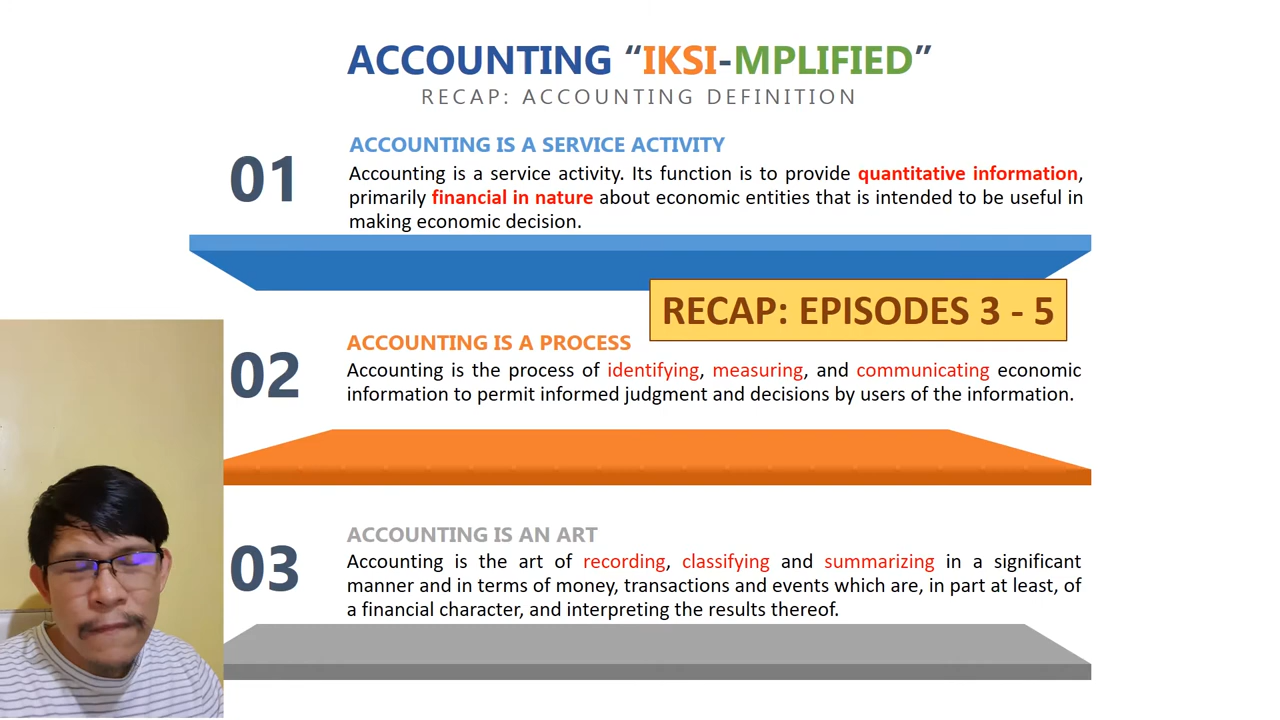 ACCOUNTING “IKSI-MPLIFIED”
RECAP: ACCOUNTING DEFINITION
01
ACCOUNTING IS A SERVICE ACTIVITY
Accounting is a service activity. Its function is to provide quantitative information,
primarily financial in nature about economic entities that is intended to be useful in
making economic decision.
RECAP: EPISODES 3 - 5
02
ACCOUNTING IS A PROCESS
Accounting is the process of identifying, measuring, and communicating economic
information to permit informed judgment and decisions by users of the information.
03
ACCOUNTING IS AN ART
Accounting is the art of recording, classifying and summarizing in a significant
manner and in terms of money, transactions and events which are, in part at least, of
a financial character, and interpreting the results thereof.